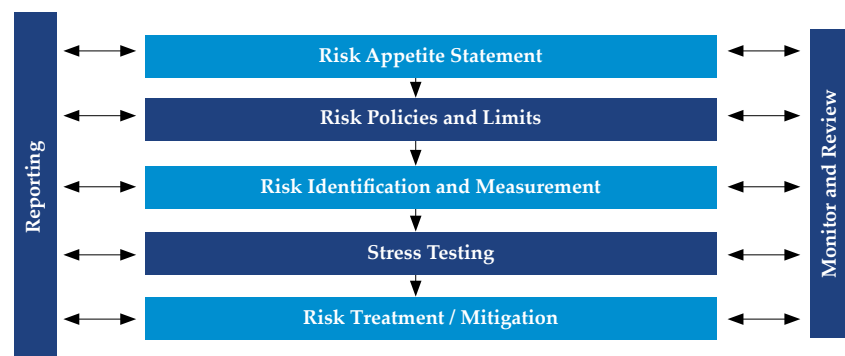 Reporting
Risk Appetite Statement
Risk Policies and Limits
Risk Identification and Measurement
Stress Testing
Risk Treatment / Mitigation
Monitor and Review